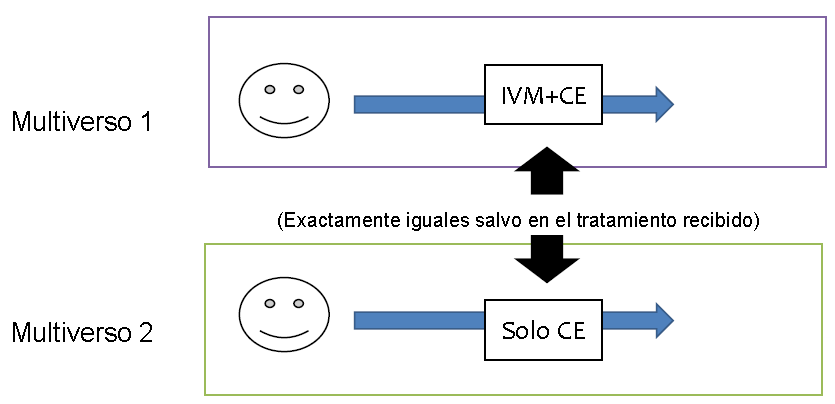 Multiverso 1
IVM+CE
(Exactamente iguales salvo en el tratamiento recibido)
Multiverso 2
Solo CE